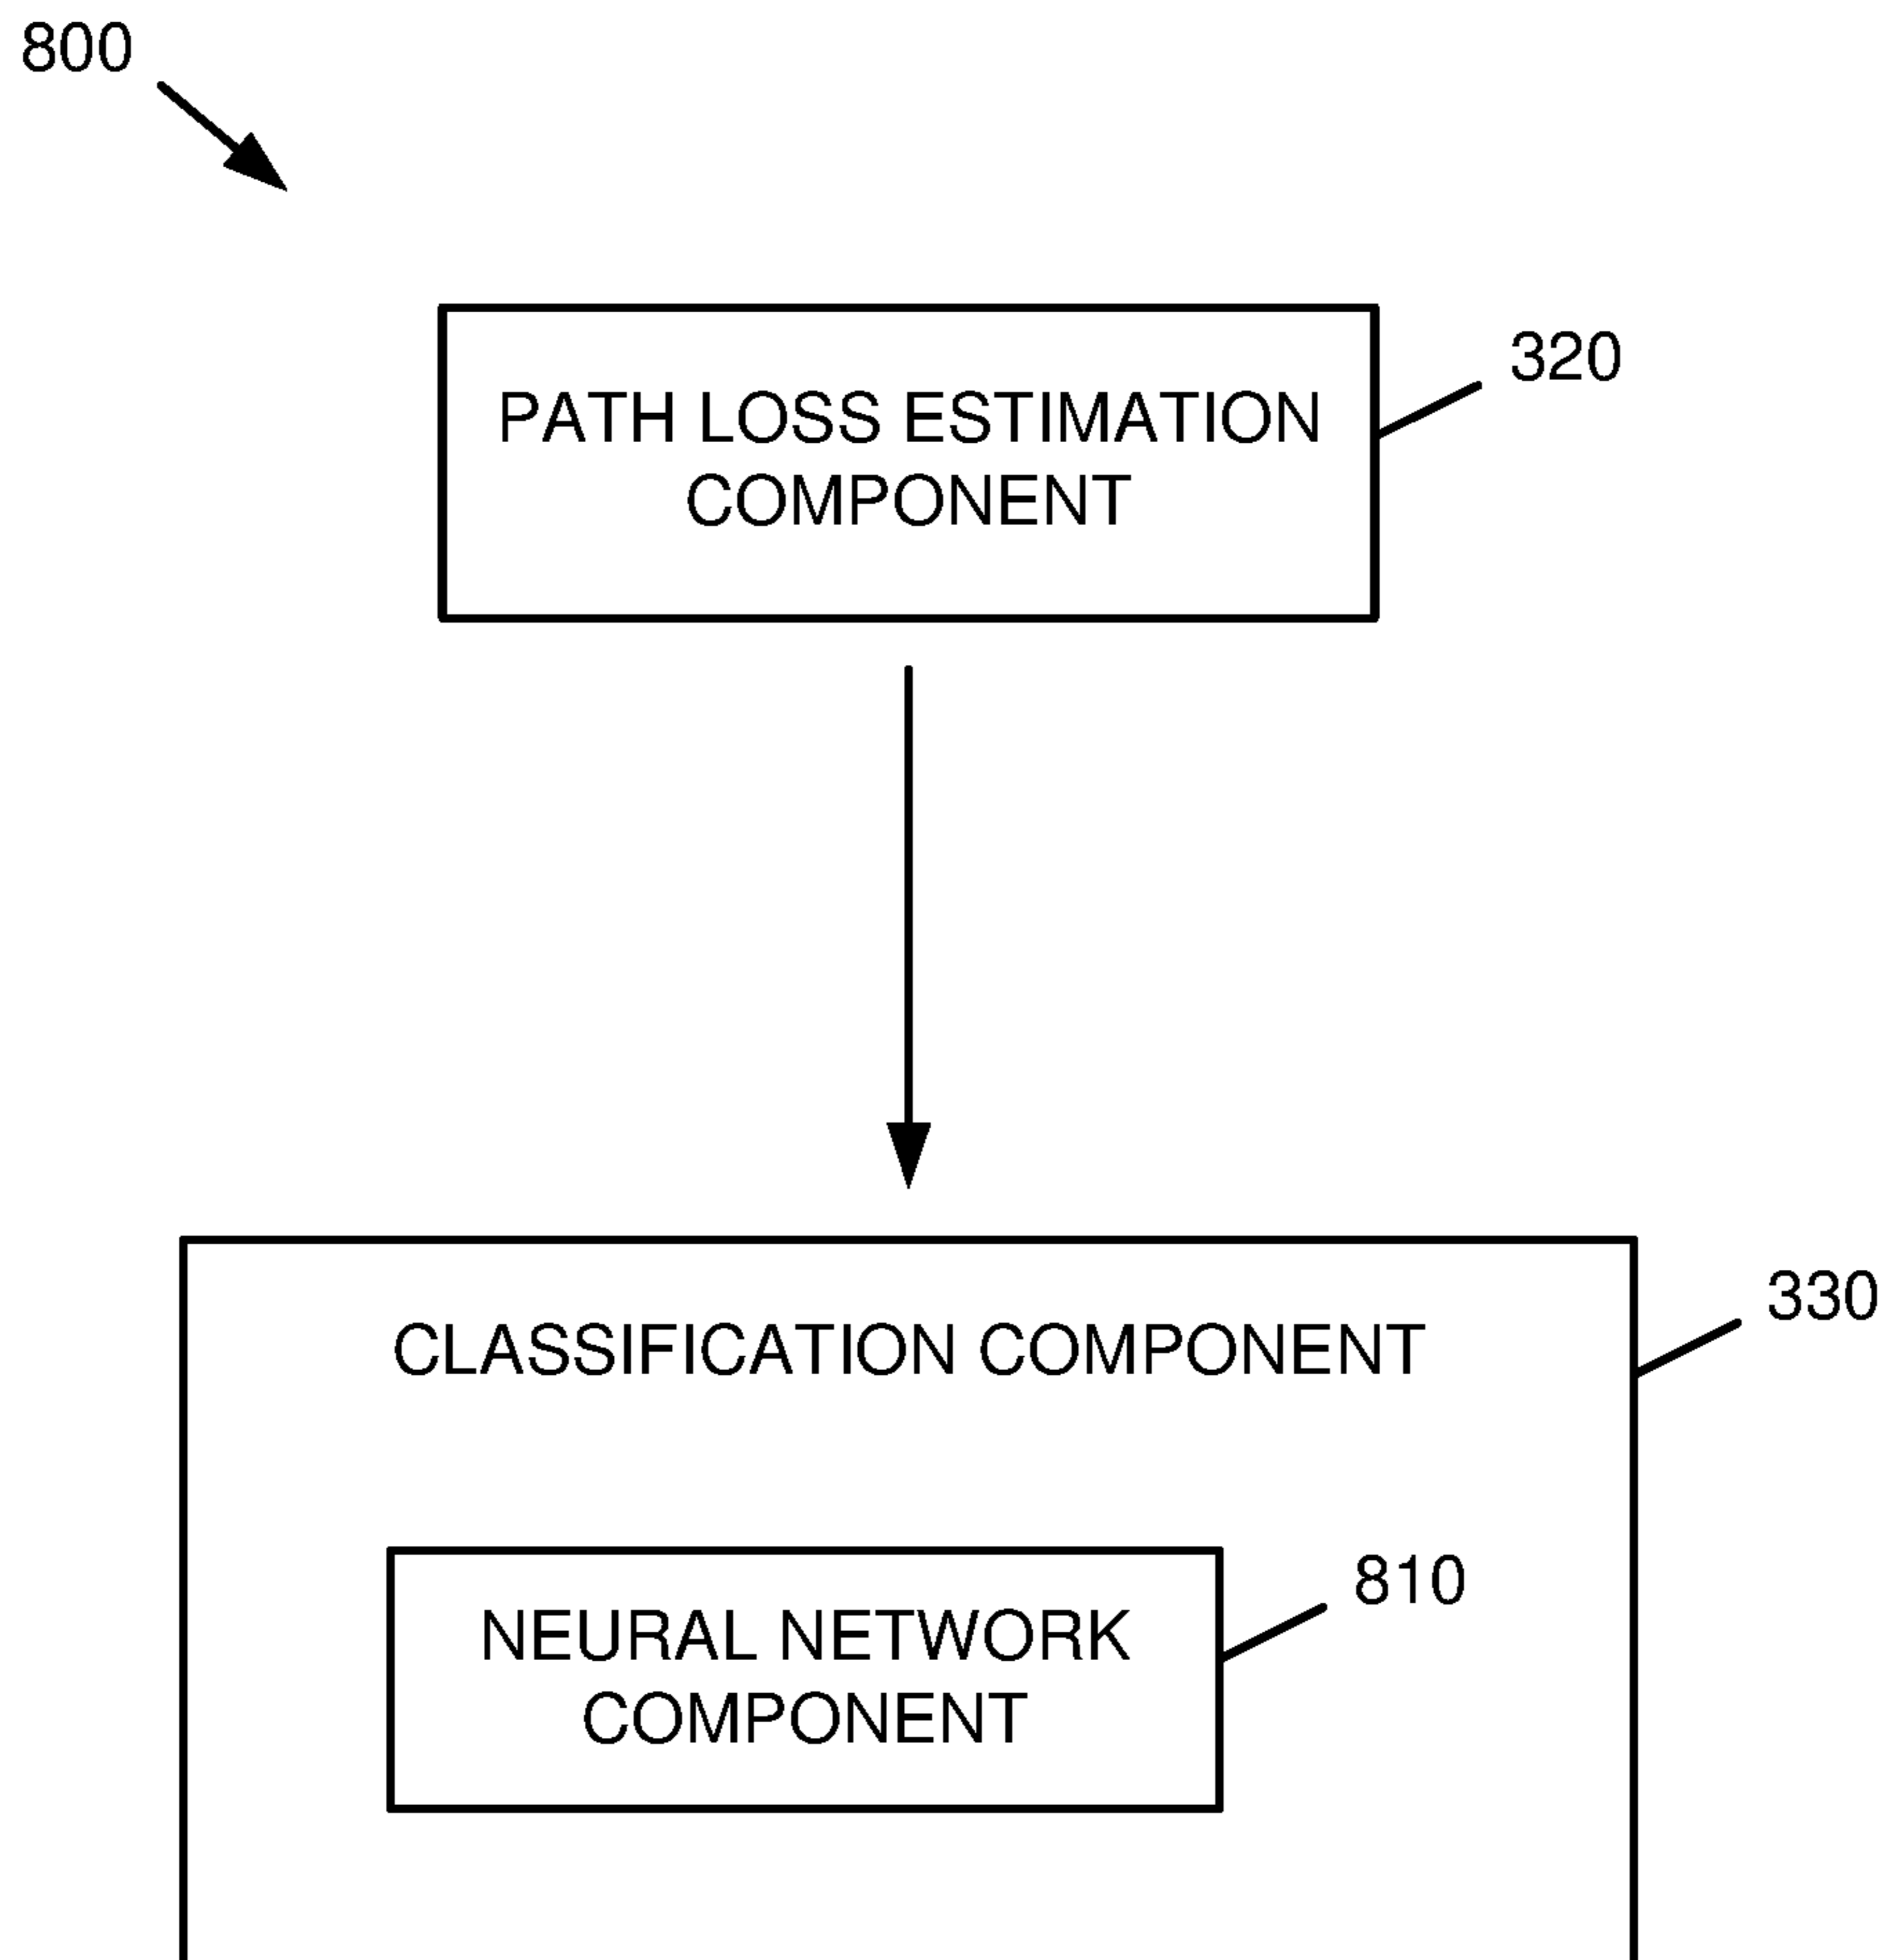 800
320
PATH LOSS ESTIMATION
COMPONENT
330
CLASSIFICATION COMPONENT
810
NEURAL NETWORK
COMPONENT